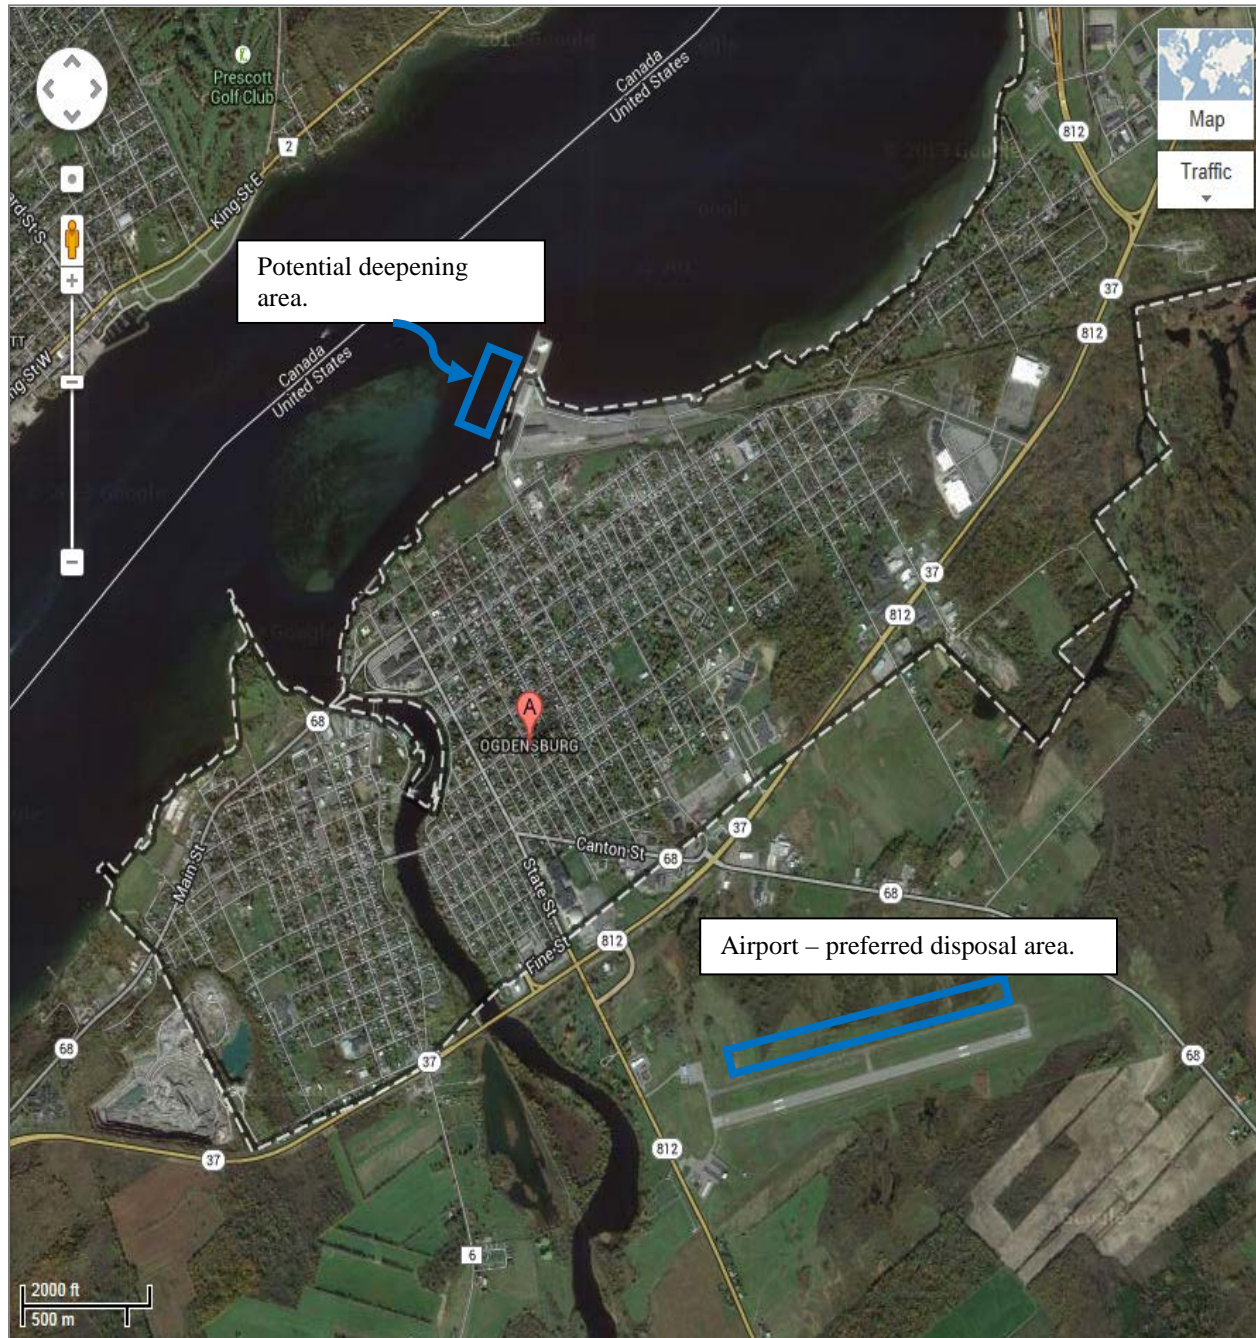 Prescott
Golf Club
2
King St E
Canada
United States
812
Map
Traffic
Potential deepening
area.
37
812
Canada
United States
37
812
A
OGDENSBURG
68
Main St
Canton St
68
37
State St
68
Fine St
812
Airport – preferred disposal area.
68
68
37
812
37
6
2000 ft
500 m